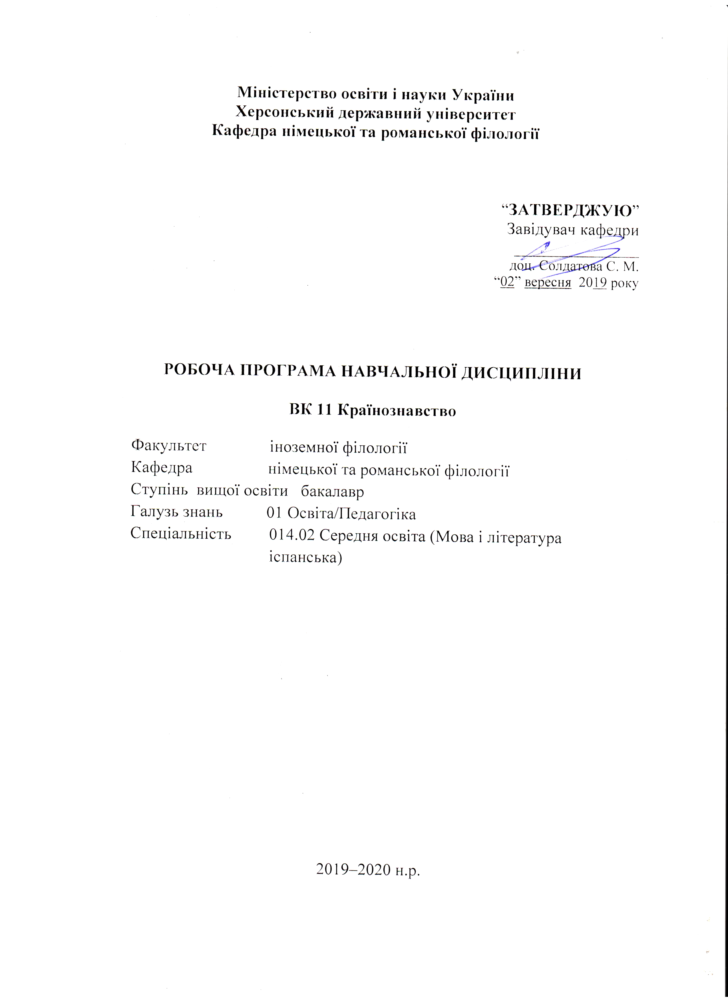 Міністерство освіти і науки України
Херсонський державний університет
Кафедра німецької та романської філології
“ЗАТВЕРДЖУЮ”
Завідувач кафедри
доц. Солдатова С. М.
“02” вересня 2019 року
РОБОЧА ПРОГРАМА НАВЧАЛЬНОЇ ДИСЦИПЛІНИ
ВК 11 Країнознавство
Факультет іноземної філології
Кафедра німецької та романської філології
Ступінь вищої освіти бакалавр
Галузь знань 01 Освіта/Педагогіка
Спеціальність 014.02 Середня освіта (Мова і література
іспанська)
2019–2020 н.р.